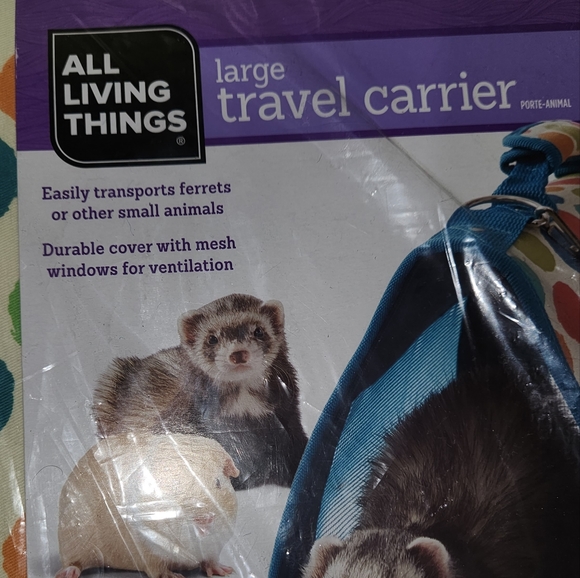 ALL
LIVING
THINGS®
large
travel carrier PORTE-ANIMAL
Easily transports ferrets
or other small animals
Durable cover with mesh
windows for ventilation